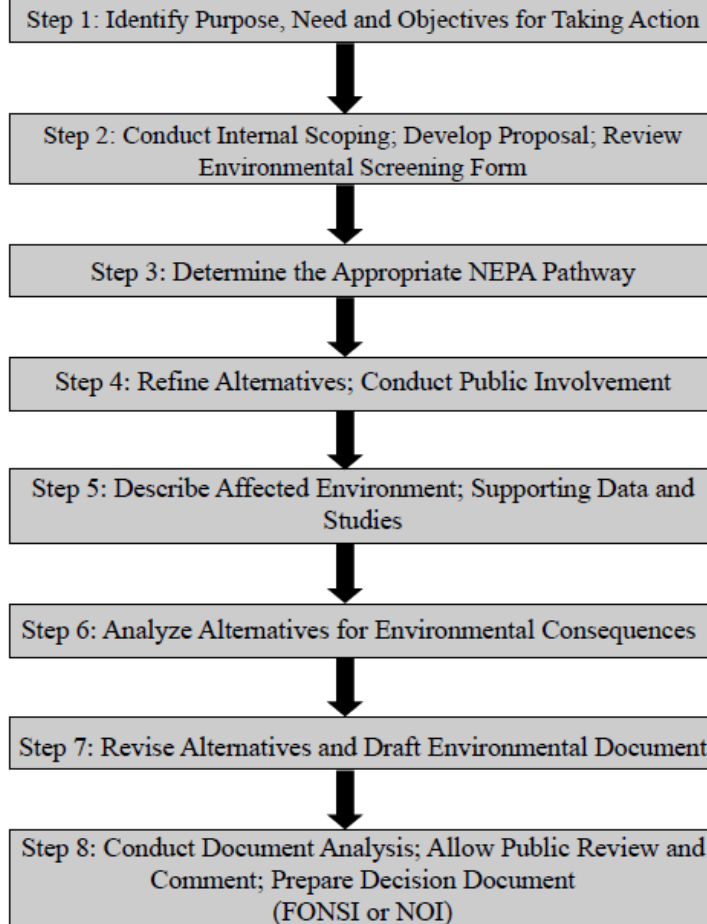 Step 1: Identify Purpose, Need and Objectives for Taking Action
Step 2: Conduct Internal Scoping; Develop Proposal; Review
Environmental Screening Form
Step 3: Determine the Appropriate NEPA Pathway
Step 4: Refine Alternatives; Conduct Public Involvement
Step 5: Describe Affected Environment; Supporting Data and
Studies
Step 6: Analyze Alternatives for Environmental Consequences
Step 7: Revise Alternatives and Draft Environmental Document
Step 8: Conduct Document Analysis; Allow Public Review and
Comment; Prepare Decision Document
(FONSI or NOI)